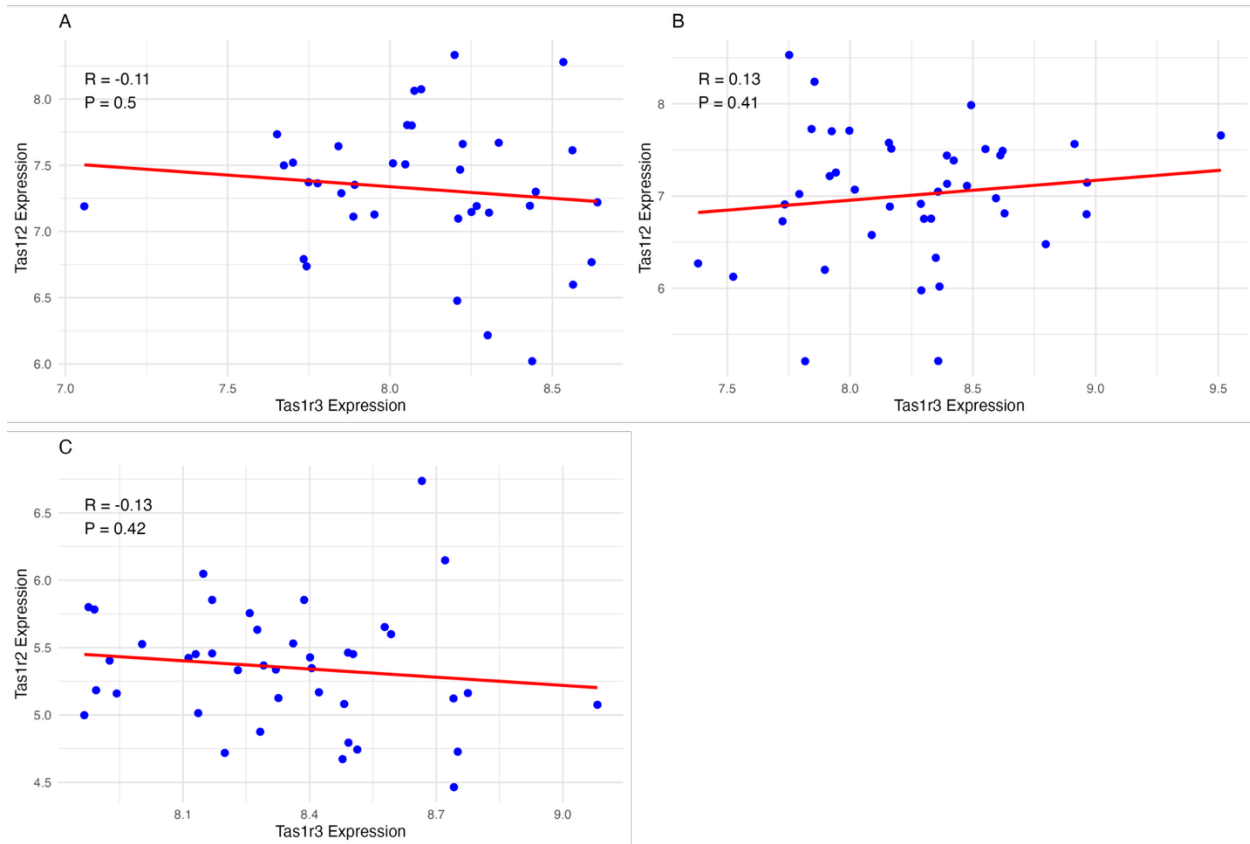 A
R = -0.11
P = 0.5
8.0
7.5
7.0
6.5
6.0
Tas1r2 Expression
7.0 7.5 8.0 8.5
Tas1r3 Expression
B
R = 0.13
P = 0.41
8
7
6
Tas1r2 Expression
7.5 8.0 8.5 9.0 9.5
Tas1r3 Expression
C
R = -0.13
P = 0.42
6.5
6.0
5.5
5.0
4.5
Tas1r2 Expression
8.1 8.4 8.7 9.0
Tas1r3 Expression